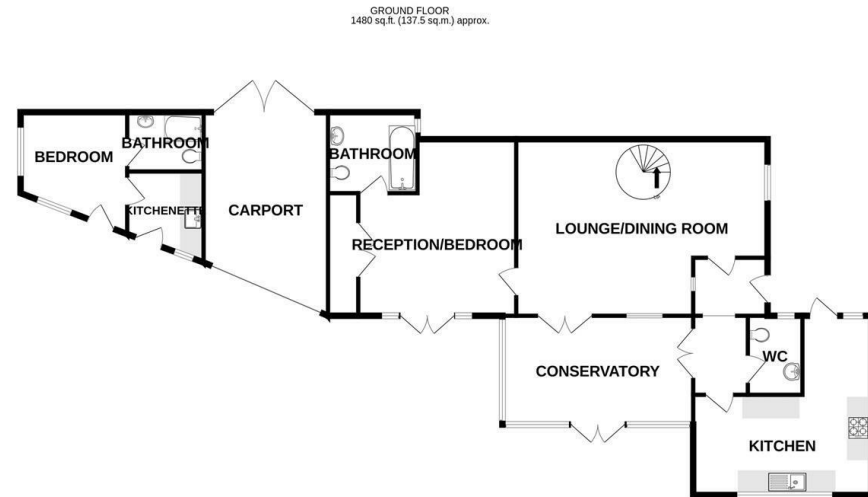 GROUND FLOOR
1480 sq.ft. (137.5 sq.m.) approx.
BEDROOM
BATHROOM
KITCHENETTE
CARPORT
BATHROOM
RECEPTION/BEDROOM
LOUNGE/DINING ROOM
CONSERVATORY
WC
KITCHEN